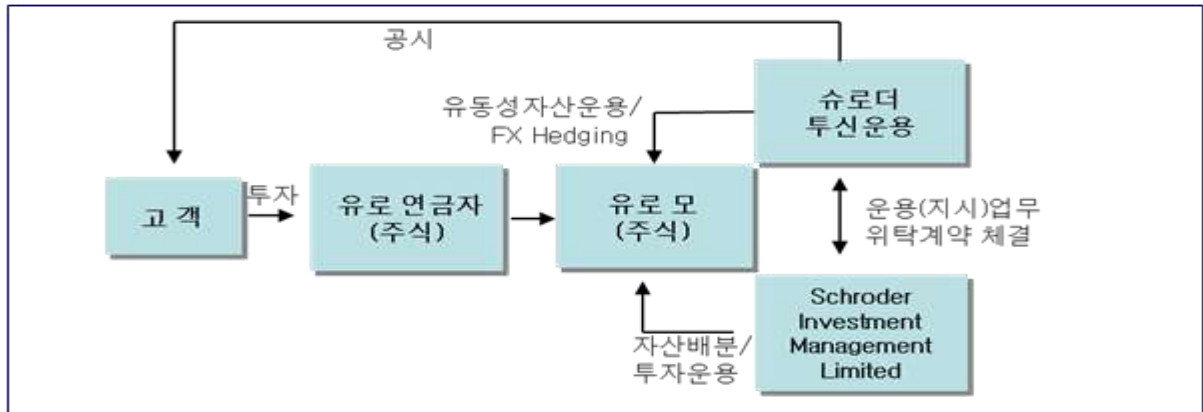 공시
슈로더
투신운용
유동성자산운용/
FX Hedging
고 객
투자
유로 연금자
(주식)
유로 모
(주식)
운용(지시)업무
위탁계약 체결
자산배분/
투자운용
Schroder
Investment
Management
Limited